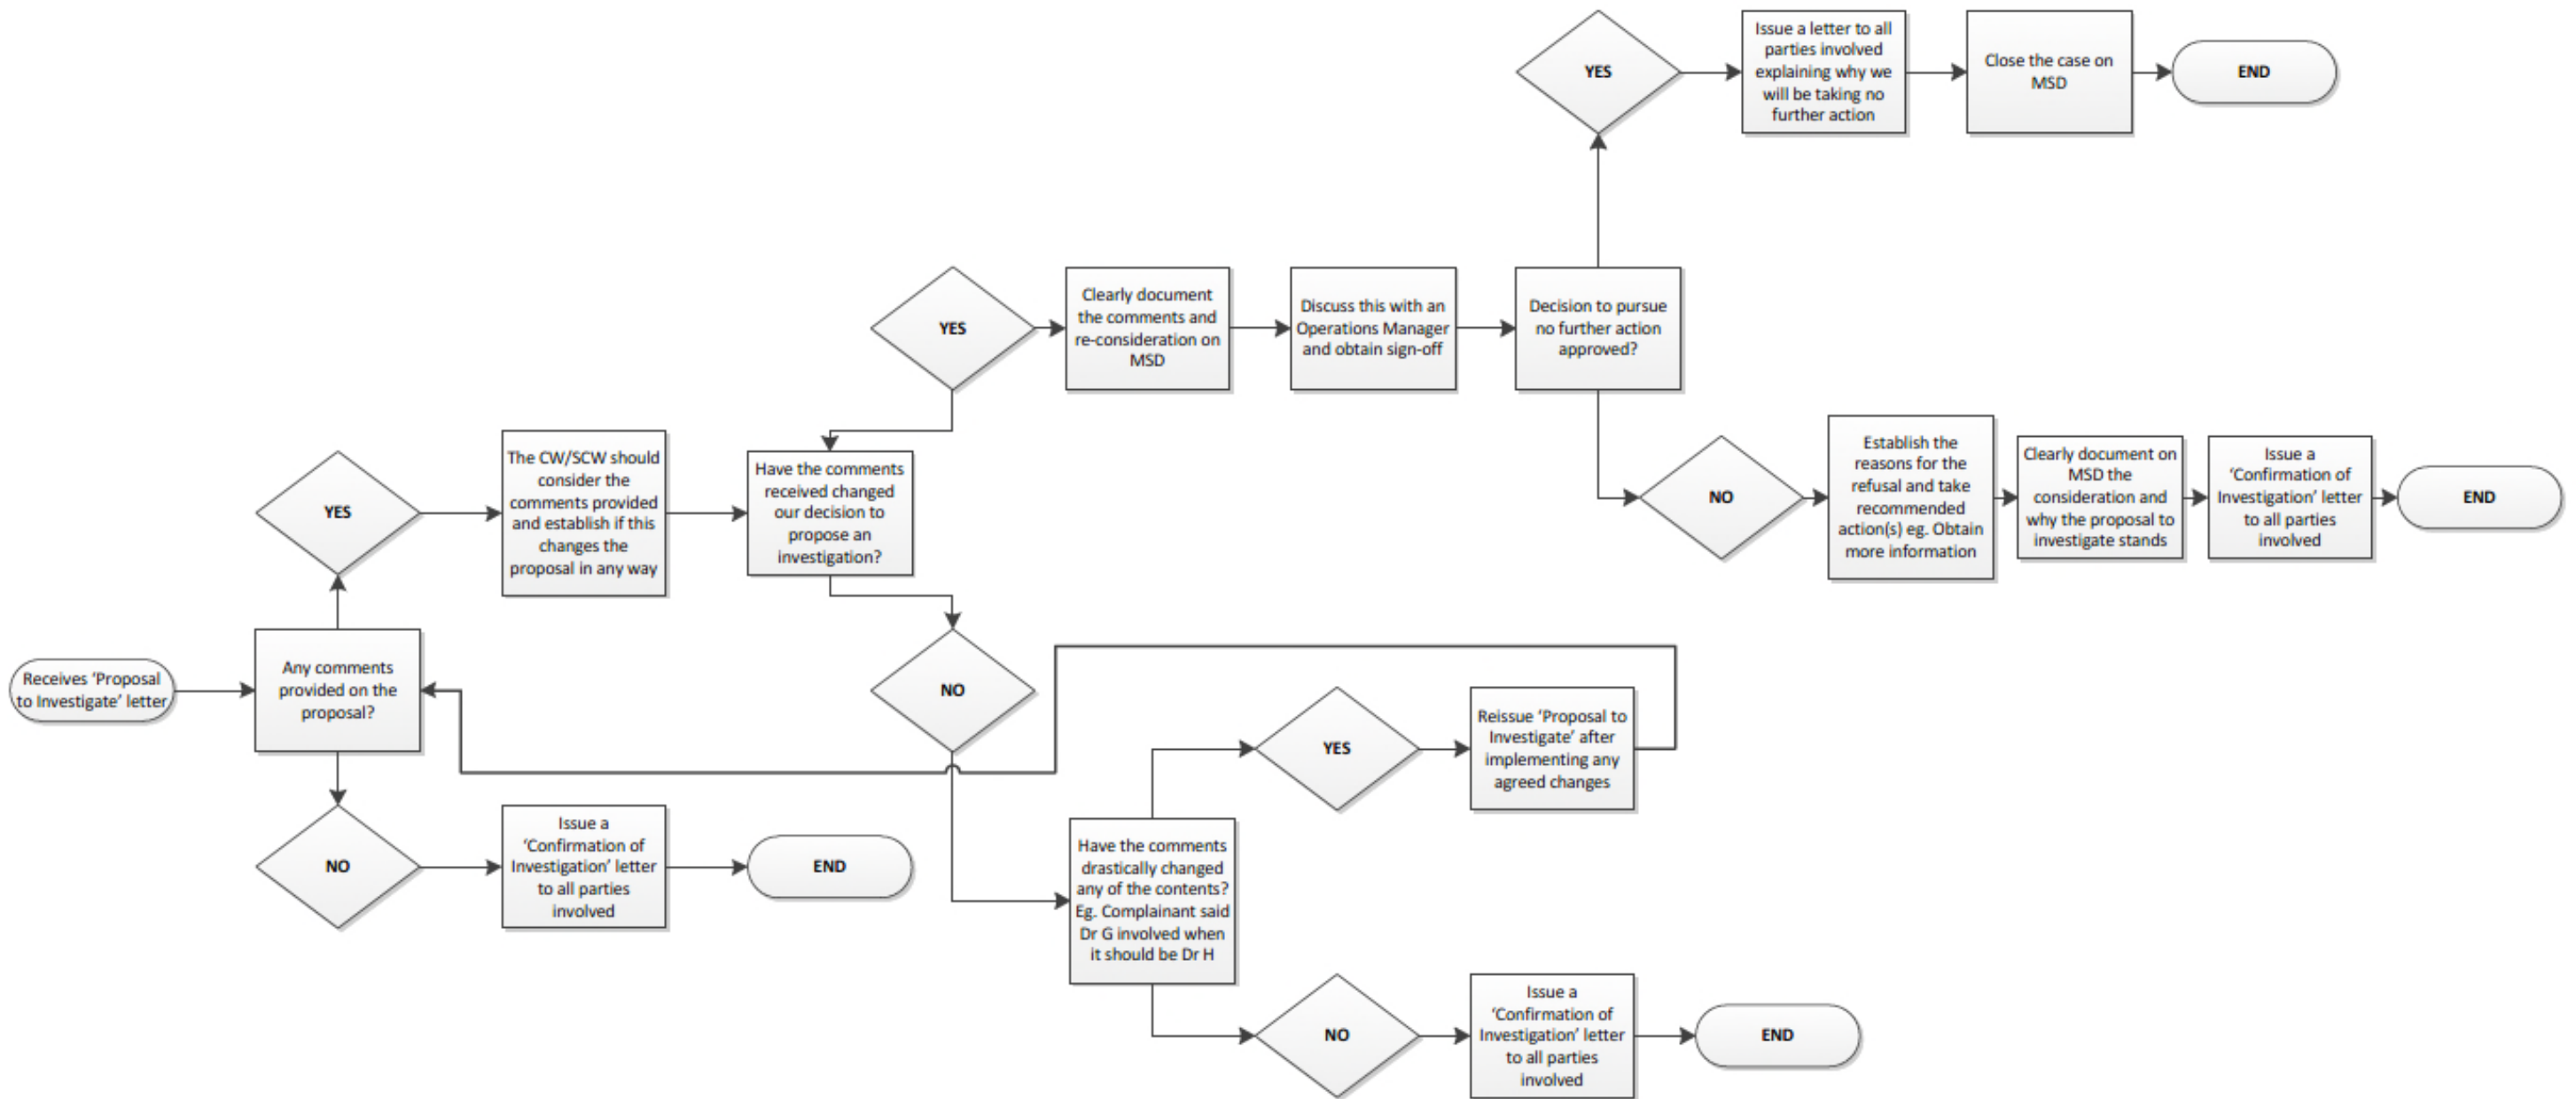 Receives ‘Proposal
to Investigate’ letter
Any comments
provided on the
proposal?
YES
The CW/SCW should
consider the
comments provided
and establish if this
changes the
proposal in any way
Have the comments
received changed
our decision to
propose an
investigation?
YES
Clearly document
the comments and
re-consideration on
MSD
Discuss this with an
Operations Manager
and obtain sign-off
Decision to pursue
no further action
approved?
YES
Issue a letter to all
parties involved
explaining why we
will be taking no
further action
Close the case on
MSD
END
NO
Establish the
reasons for the
refusal and take
recommended
action(s) eg. Obtain
more information
Clearly document on
MSD the
consideration and
why the proposal to
investigate stands
Issue a
‘Confirmation of
Investigation’ letter
to all parties
involved
END
NO
Have the comments
drastically changed
any of the contents?
Eg. Complainant said
Dr G involved when
it should be Dr H
YES
Reissue ‘Proposal to
Investigate’ after
implementing any
agreed changes
NO
Issue a
‘Confirmation of
Investigation’ letter
to all parties
involved
END
NO
Issue a
‘Confirmation of
Investigation’ letter
to all parties
involved
END